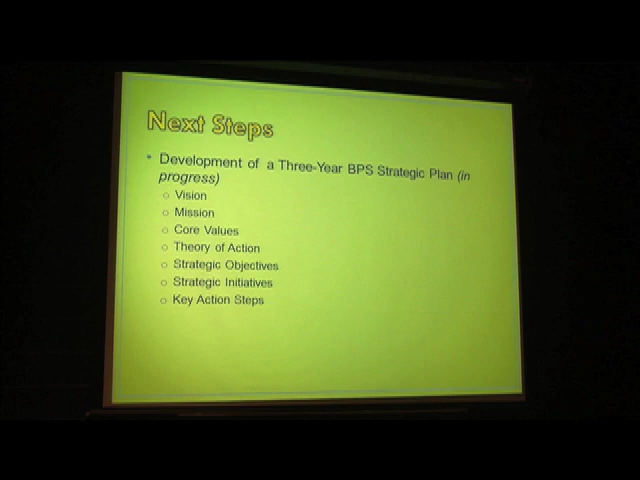 Next Steps
• Development of a Three-Year BPS Strategic Plan (in
progress)
o Vision
o Mission
o Core Values
o Theory of Action
o Strategic Objectives
o Strategic Initiatives
o Key Action Steps